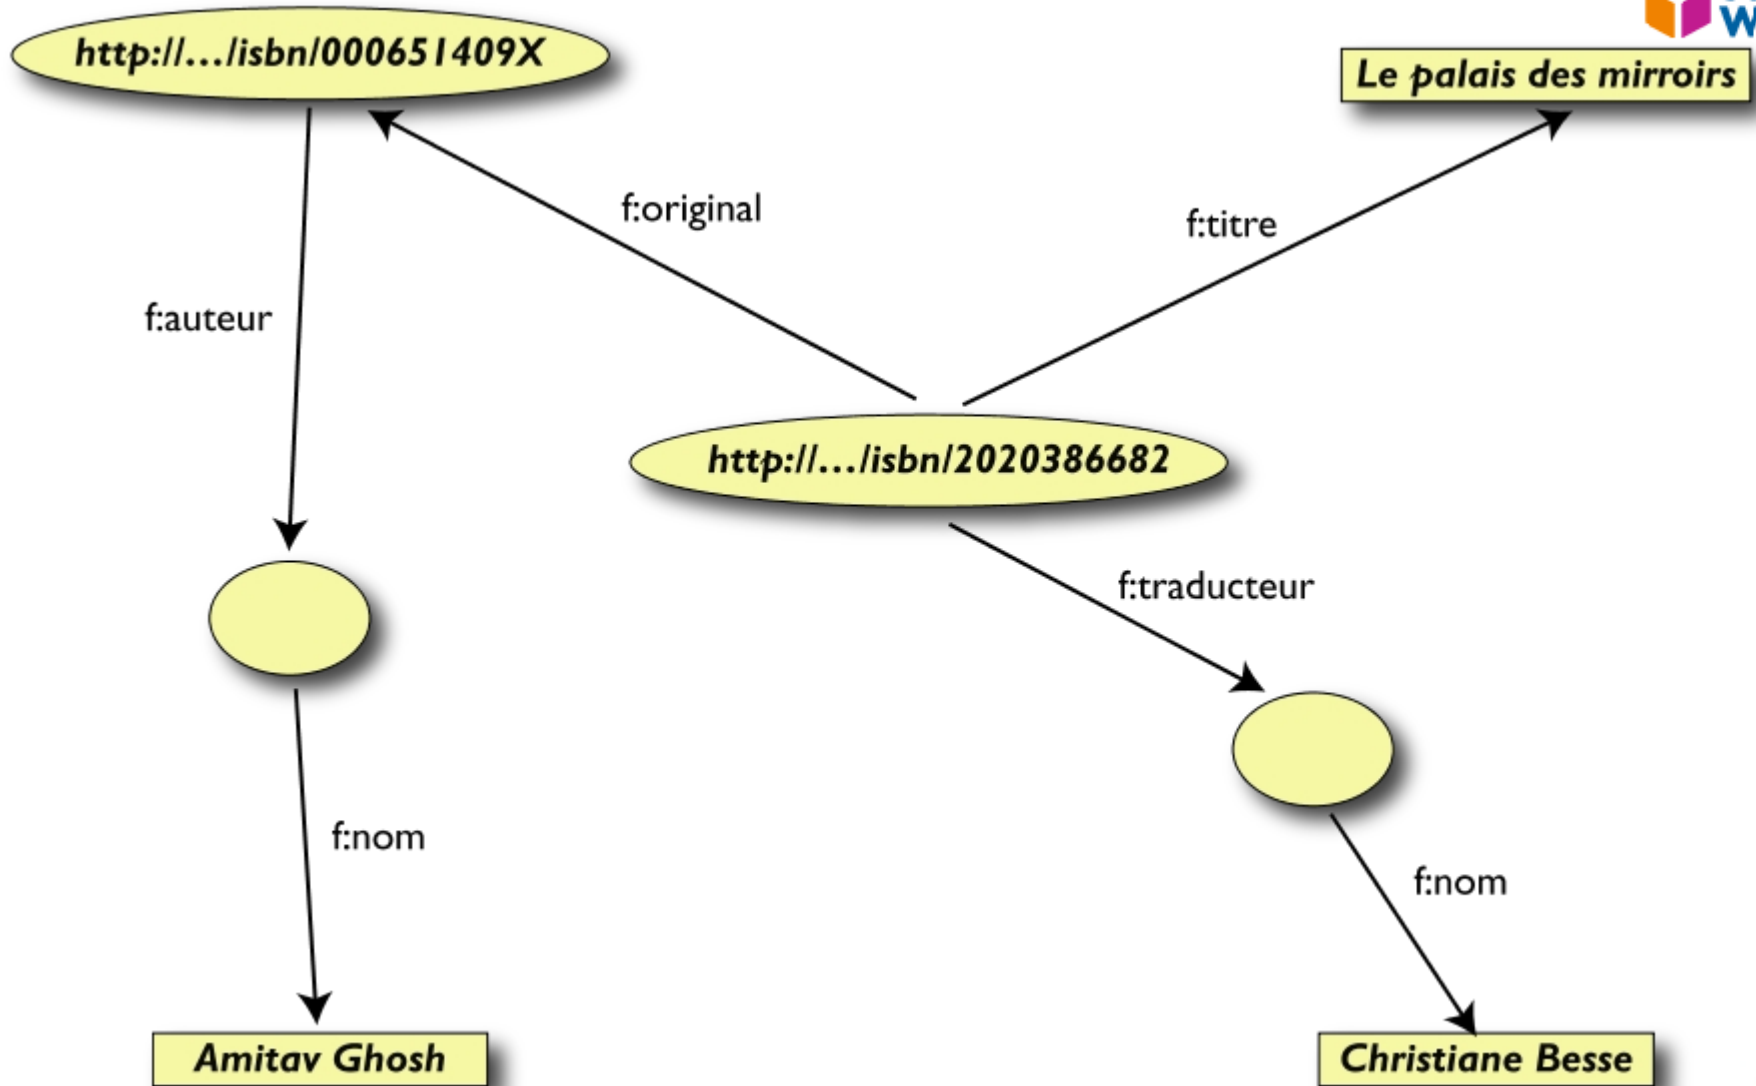 http://…/isbn/000651409X
Le palais des mirroirs
f:original
f:titre
f:auteur
http://…/isbn/2020386682
f:traducteur
f:nom
f:nom
Amitav Ghosh
Christiane Besse